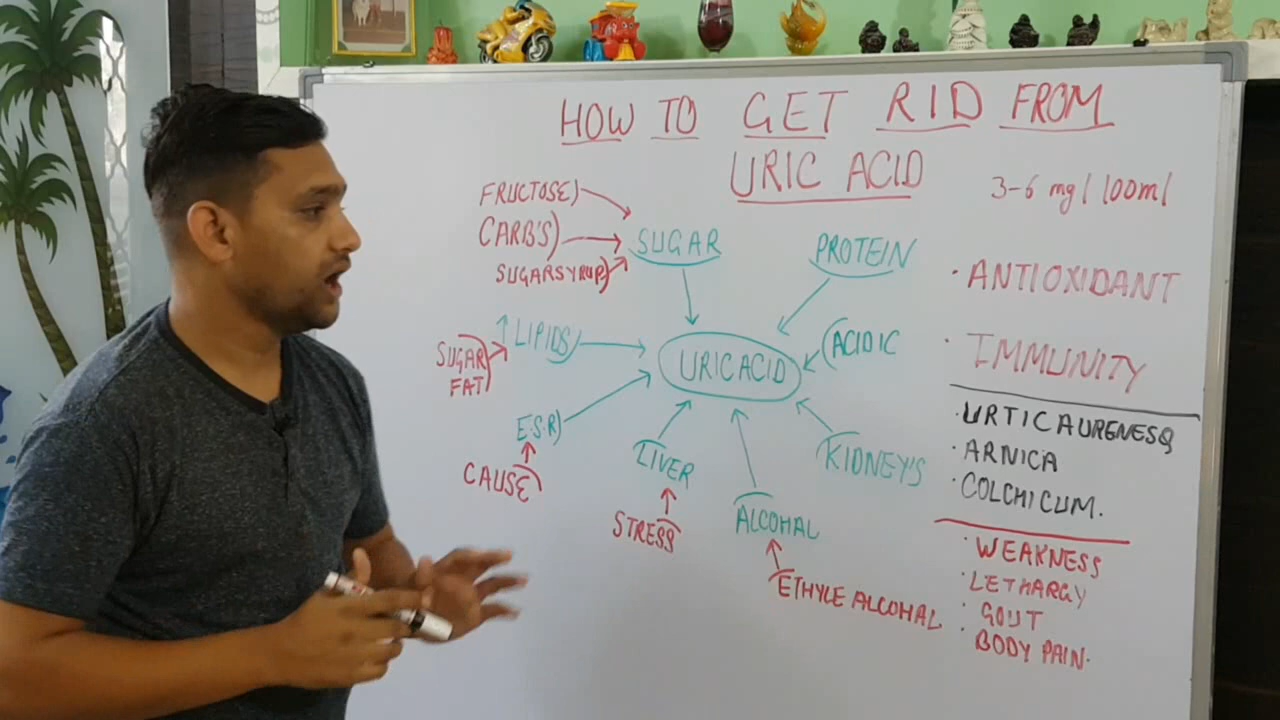 HOW TO GET RID FROM
URIC ACID
3-6 mg/100ml
FRUCTOSE)
CARB'S)
SUGARSYRUP)
SUGAR
PROTEIN
ANTIOXIDANT
↑LIPIDS)
SUGAR
FAT
URIC ACID
ACIDIC
IMMUNITY
E.S.R)
CAUSE
LIVER
STRESS
ALCOHAL
ETHYLE ALCOHAL
KIDNEY'S
URTICAURENESQ
ARNICA
COLCHICUM.
WEAKNESS
LETHARGY
GOUT
BODY PAIN.